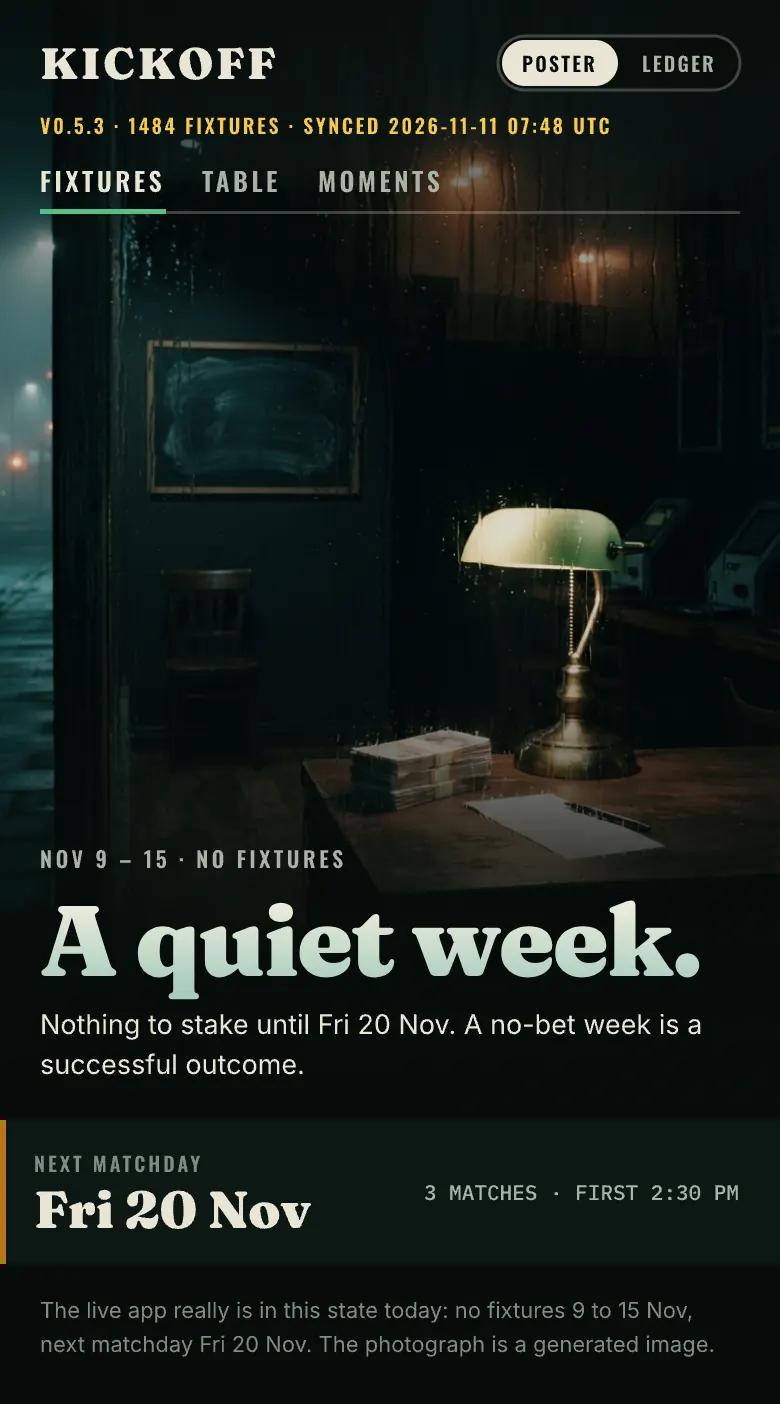 KICKOFF
POSTER
LEDGER
V0.5.3 · 1484 FIXTURES · SYNCED 2026-11-11 07:48 UTC
FIXTURES
TABLE
MOMENTS
NOV 9 – 15 · NO FIXTURES
A quiet week.
Nothing to stake until Fri 20 Nov. A no-bet week is a
successful outcome.
NEXT MATCHDAY
Fri 20 Nov
3 MATCHES · FIRST 2:30 PM
The live app really is in this state today: no fixtures 9 to 15 Nov,
next matchday Fri 20 Nov. The photograph is a generated image.